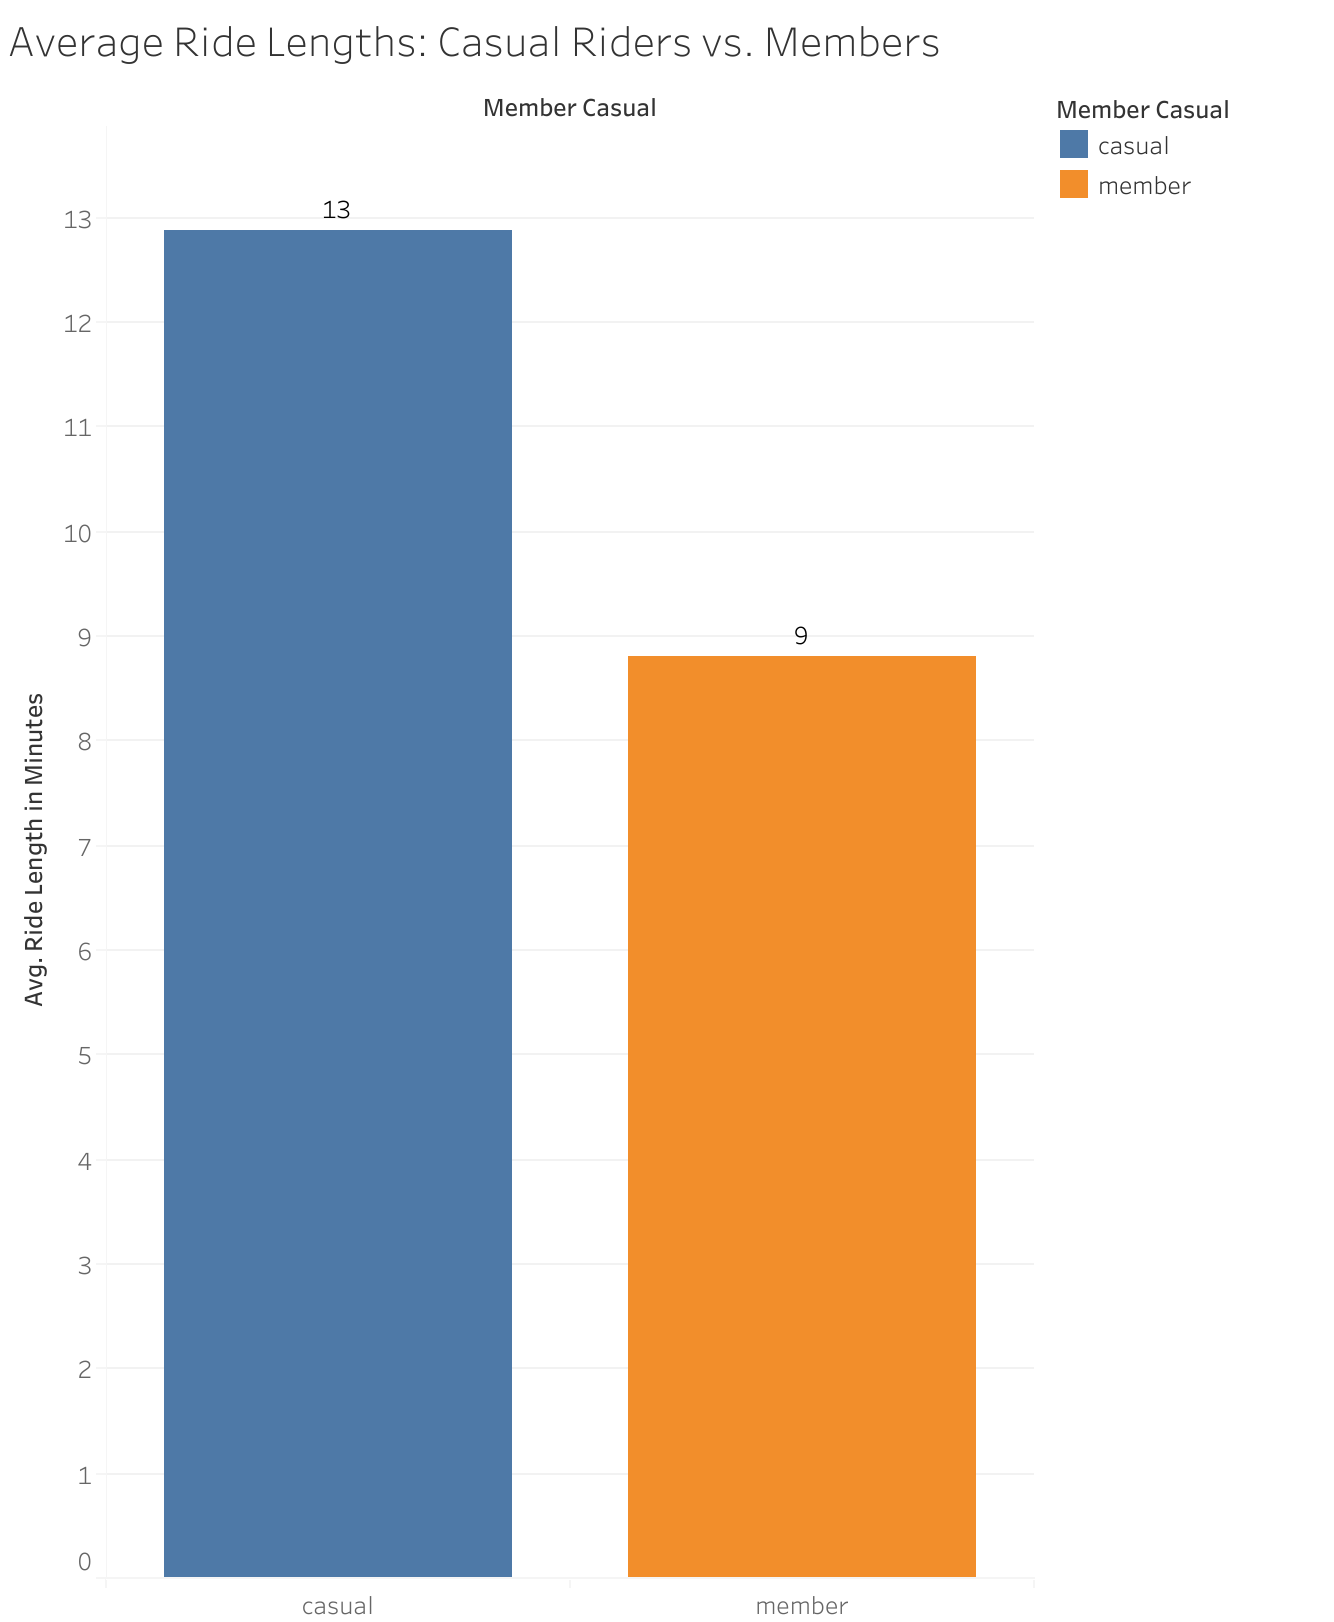 Average Ride Lengths: Casual Riders vs. Members
Member Casual
Member Casual
casual
member
13
9
Avg. Ride Length in Minutes
13
12
11
10
9
8
7
6
5
4
3
2
1
0
casual
member